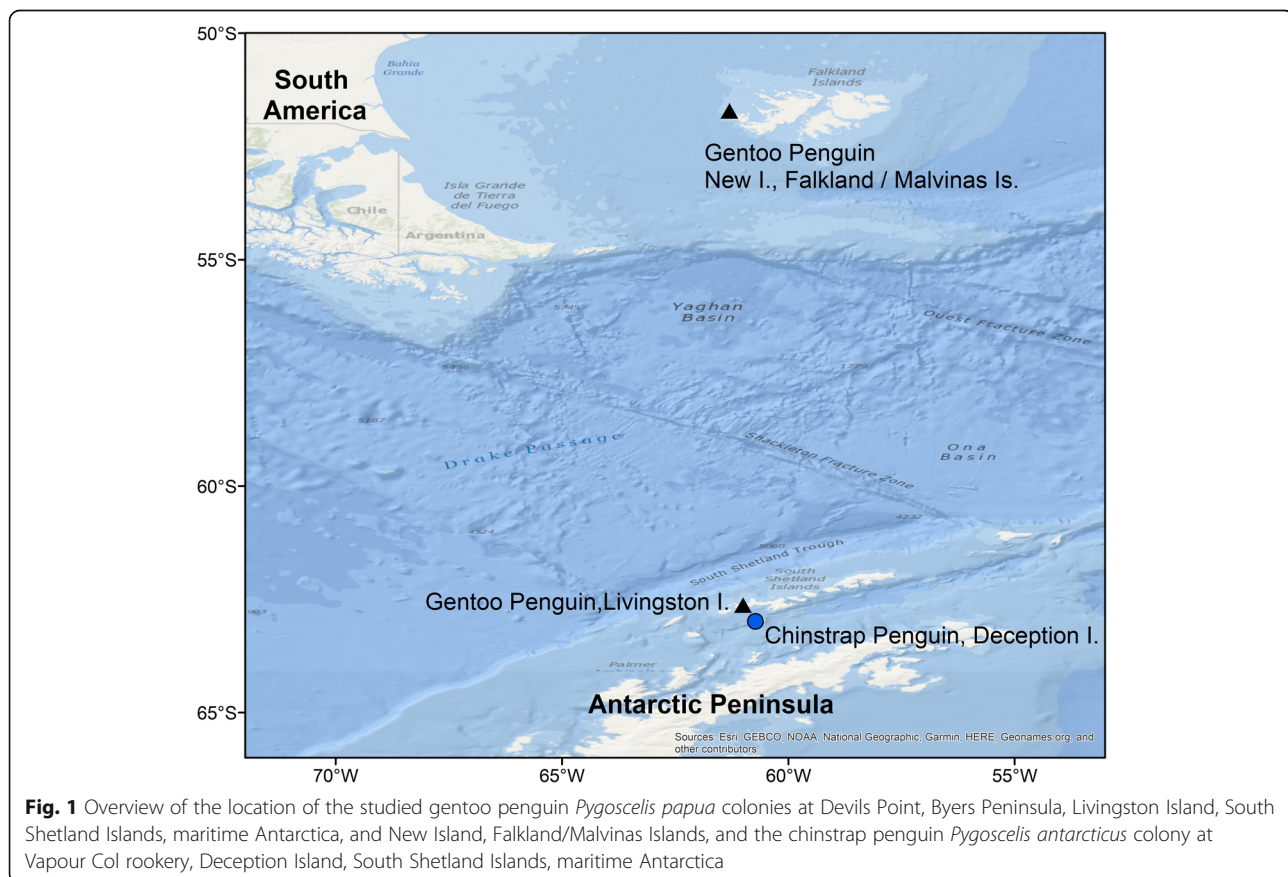 50°S
55°S
60°S
65°S
70°W
65°W
60°W
55°W
South
America
Bahia
Grande
Falkland
Islands
Gentoo Penguin
New I., Falkland / Malvinas Is.
Isla Grande
de Tierra
del Fuego
Chile
Argentina
Yaghan
Basin
Ouest Fracture Zone
5745
5436
1779
5187
Drake Passage
Shackleton Fracture Zone
Ona
Basin
4232
4524
5060
South Shetland Trough
South
Shetland
Islands
Gentoo Penguin,Livingston I.
Chinstrap Penguin, Deception I.
Palmer
Antarctic Peninsula
Sources: Esri, GEBCO, NOAA, National Geographic, Garmin, HERE, Geonames.org, and
other contributors
Fig. 1 Overview of the location of the studied gentoo penguin Pygoscelis papua colonies at Devils Point, Byers Peninsula, Livingston Island, South
Shetland Islands, maritime Antarctica, and New Island, Falkland/Malvinas Islands, and the chinstrap penguin Pygoscelis antarcticus colony at
Vapour Col rookery, Deception Island, South Shetland Islands, maritime Antarctica